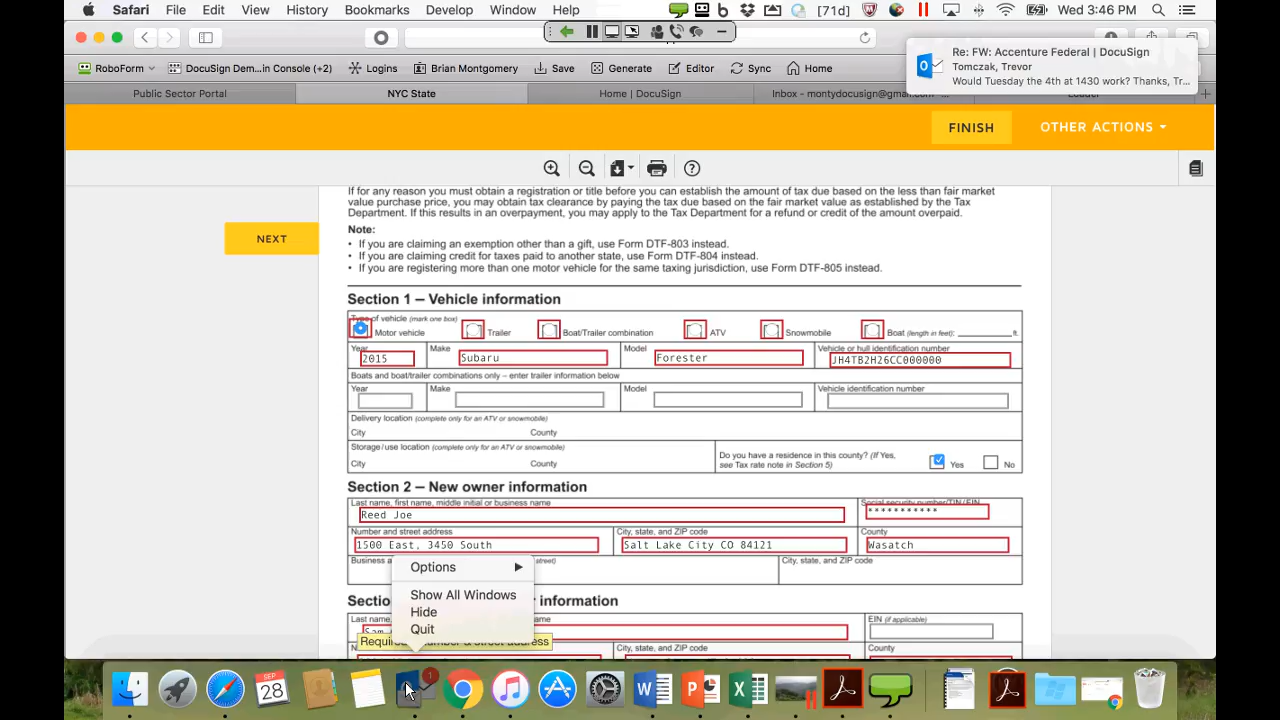 Safari File Edit View History Bookmarks Develop Window Help [71d] Wed 3:46 PM
RoboForm DocuSign Dem...in Console (+2) Logins Brian Montgomery Save Generate Editor Sync Home
Re: FW: Accenture Federal | DocuSign
Tomczak, Trevor
Would Tuesday the 4th at 1430 work? Thanks, Tr...
Public Sector Portal NYC State Home | DocuSign Inbox - montydocusign@gmail.com
FINISH OTHER ACTIONS
If for any reason you must obtain a registration or title before you can establish the amount of tax due based on the less than fair market
value purchase price, you may obtain tax clearance by paying the tax due based on the fair market value as established by the Tax
Department. If this results in an overpayment, you may apply to the Tax Department for a refund or credit of the amount overpaid.
NEXT
Note:
• If you are claiming an exemption other than a gift, use Form DTF-803 instead.
• If you are claiming credit for taxes paid to another state, use Form DTF-804 instead.
• If you are registering more than one motor vehicle for the same taxing jurisdiction, use Form DTF-805 instead.
Section 1 – Vehicle information
Type of vehicle (mark one box)
Motor vehicle Trailer Boat/Trailer combination ATV Snowmobile Boat (length in feet): ft.
Year Make Model Vehicle or hull identification number
2015 Subaru Forester JH4TB2H26CC000000
Boats and boat/trailer combinations only – enter trailer information below
Year Make Model Vehicle identification number
Delivery location (complete only for an ATV or snowmobile)
City County
Storage/use location (complete only for an ATV or snowmobile)
City County
Do you have a residence in this county? (If Yes,
see Tax rate note in Section 5) Yes No
Section 2 – New owner information
Last name, first name, middle initial or business name Social security number/TIN/EIN
Reed Joe ***********
Number and street address City, state, and ZIP code County
1500 East, 3450 South Salt Lake City CO 84121 Wasatch
Business a street) City, state, and ZIP code
Options
Show All Windows
Hide
Quit
Sectio r information
EIN (if applicable)
Sam
Require umber & street address
City, state, and ZIP code County
SEP
28
1